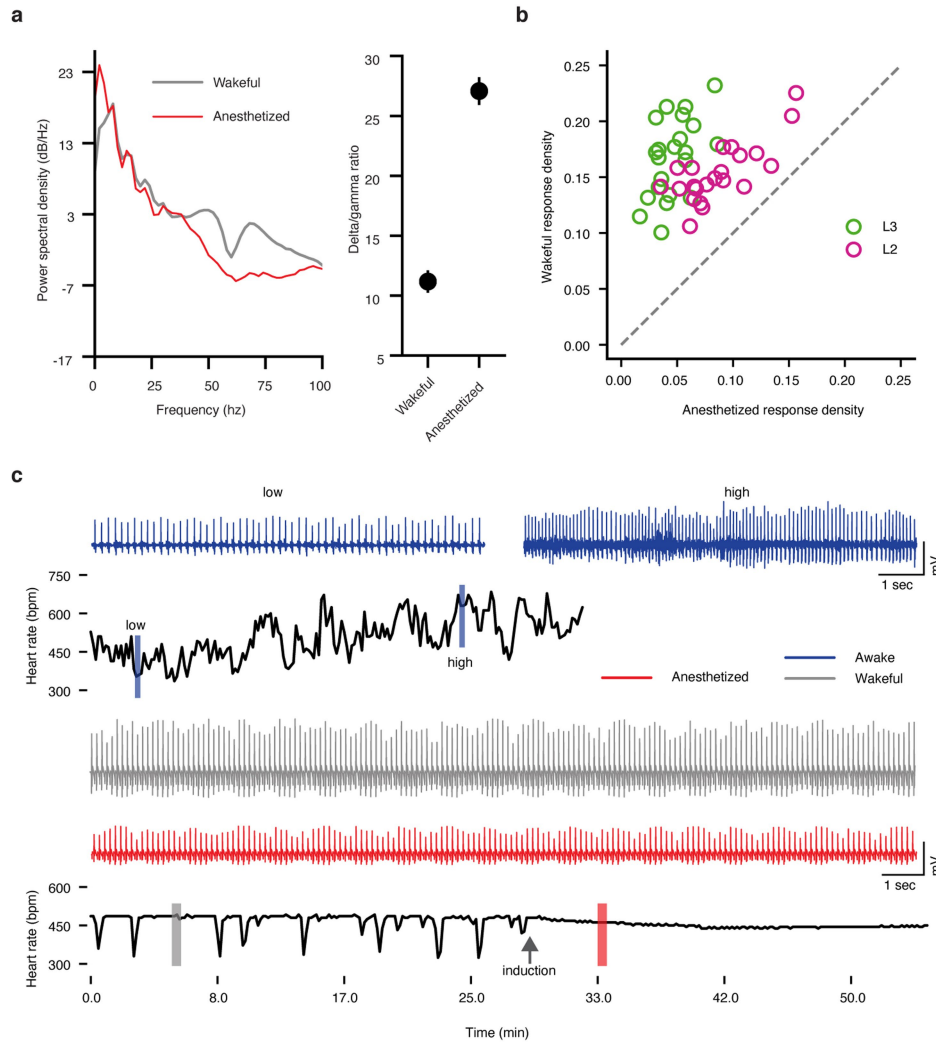 a
b
23
13
3
-7
-17
Power spectral density (dB/Hz)
Wakeful
Anesthetized
0
25
50
75
100
Frequency (hz)
30
25
20
15
10
5
Delta/gamma ratio
Wakeful
Anesthetized
0.25
0.20
0.15
0.10
0.05
0.00
Wakeful response density
L3
L2
0.00
0.05
0.10
0.15
0.20
0.25
Anesthetized response density
c
low
high
mV
1 sec
750
600
450
300
Heart rate (bpm)
low
high
Anesthetized
Awake
Wakeful
mV
1 sec
600
450
300
Heart rate (bpm)
induction
0.0
8.0
17.0
25.0
33.0
42.0
50.0
Time (min)